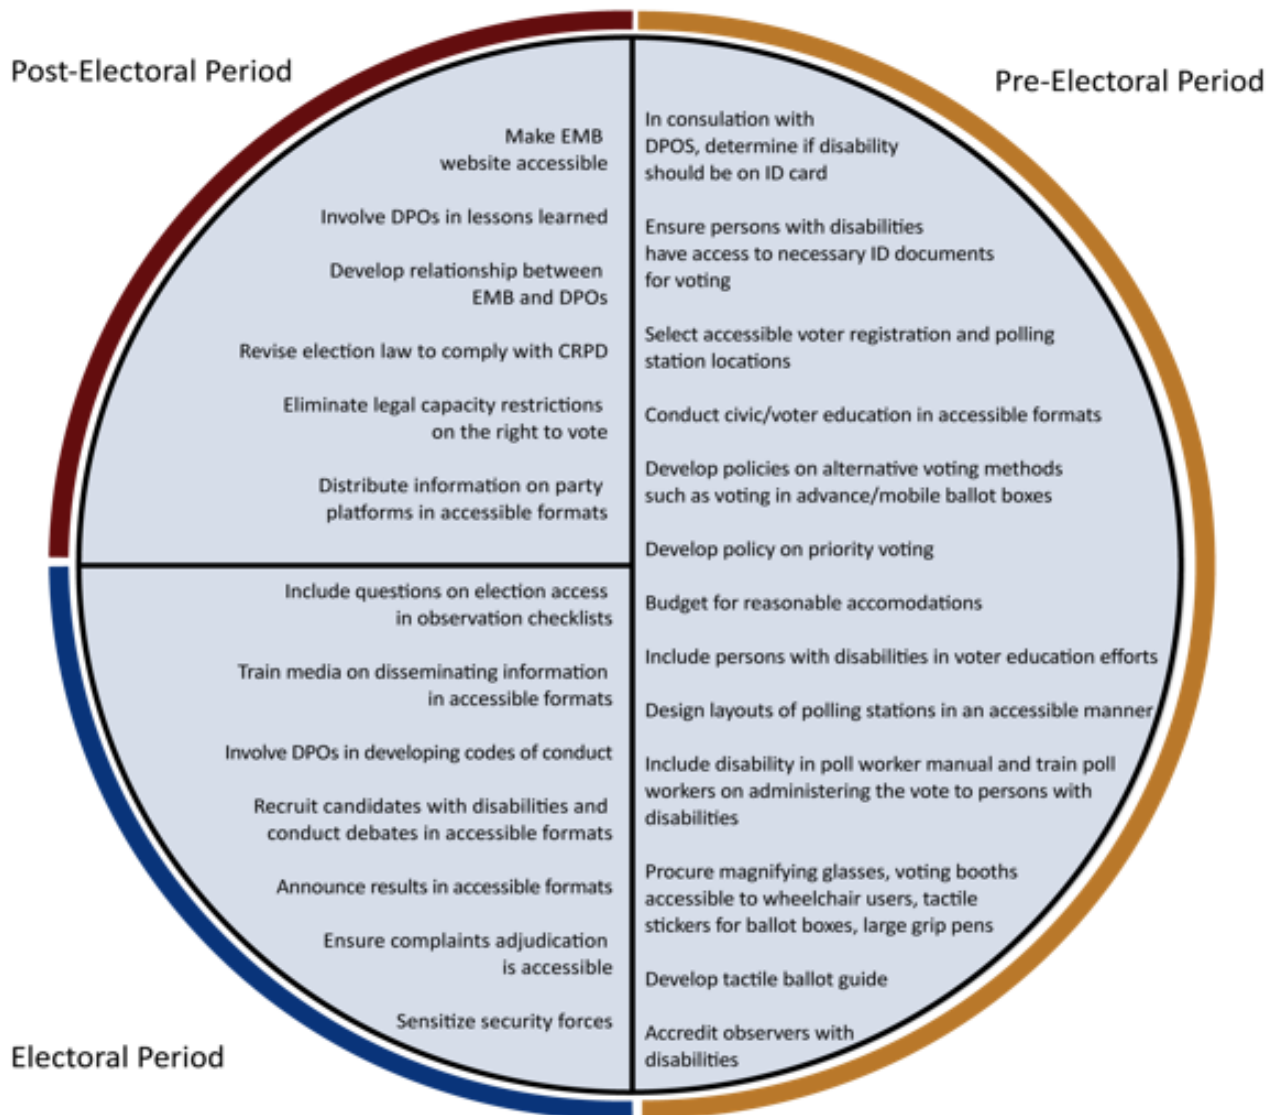 Post-Electoral Period
Pre-Electoral Period
Make EMB
website accessible
Involve DPOs in lessons learned
Develop relationship between
EMB and DPOs
Revise election law to comply with CRPD
Eliminate legal capacity restrictions
on the right to vote
Distribute information on party
platforms in accessible formats
In consulation with
DPOS, determine if disability
should be on ID card
Ensure persons with disabilities
have access to necessary ID documents
for voting
Select accessible voter registration and polling
station locations
Conduct civic/voter education in accessible formats
Develop policies on alternative voting methods
such as voting in advance/mobile ballot boxes
Develop policy on priority voting
Budget for reasonable accomodations
Include persons with disabilities in voter education efforts
Design layouts of polling stations in an accessible manner
Include disability in poll worker manual and train poll
workers on administering the vote to persons with
disabilities
Procure magnifying glasses, voting booths
accessible to wheelchair users, tactile
stickers for ballot boxes, large grip pens
Develop tactile ballot guide
Accredit observers with
disabilities
Include questions on election access
in observation checklists
Train media on disseminating information
in accessible formats
Involve DPOs in developing codes of conduct
Recruit candidates with disabilities and
conduct debates in accessible formats
Announce results in accessible formats
Ensure complaints adjudication
is accessible
Sensitize security forces
Electoral Period